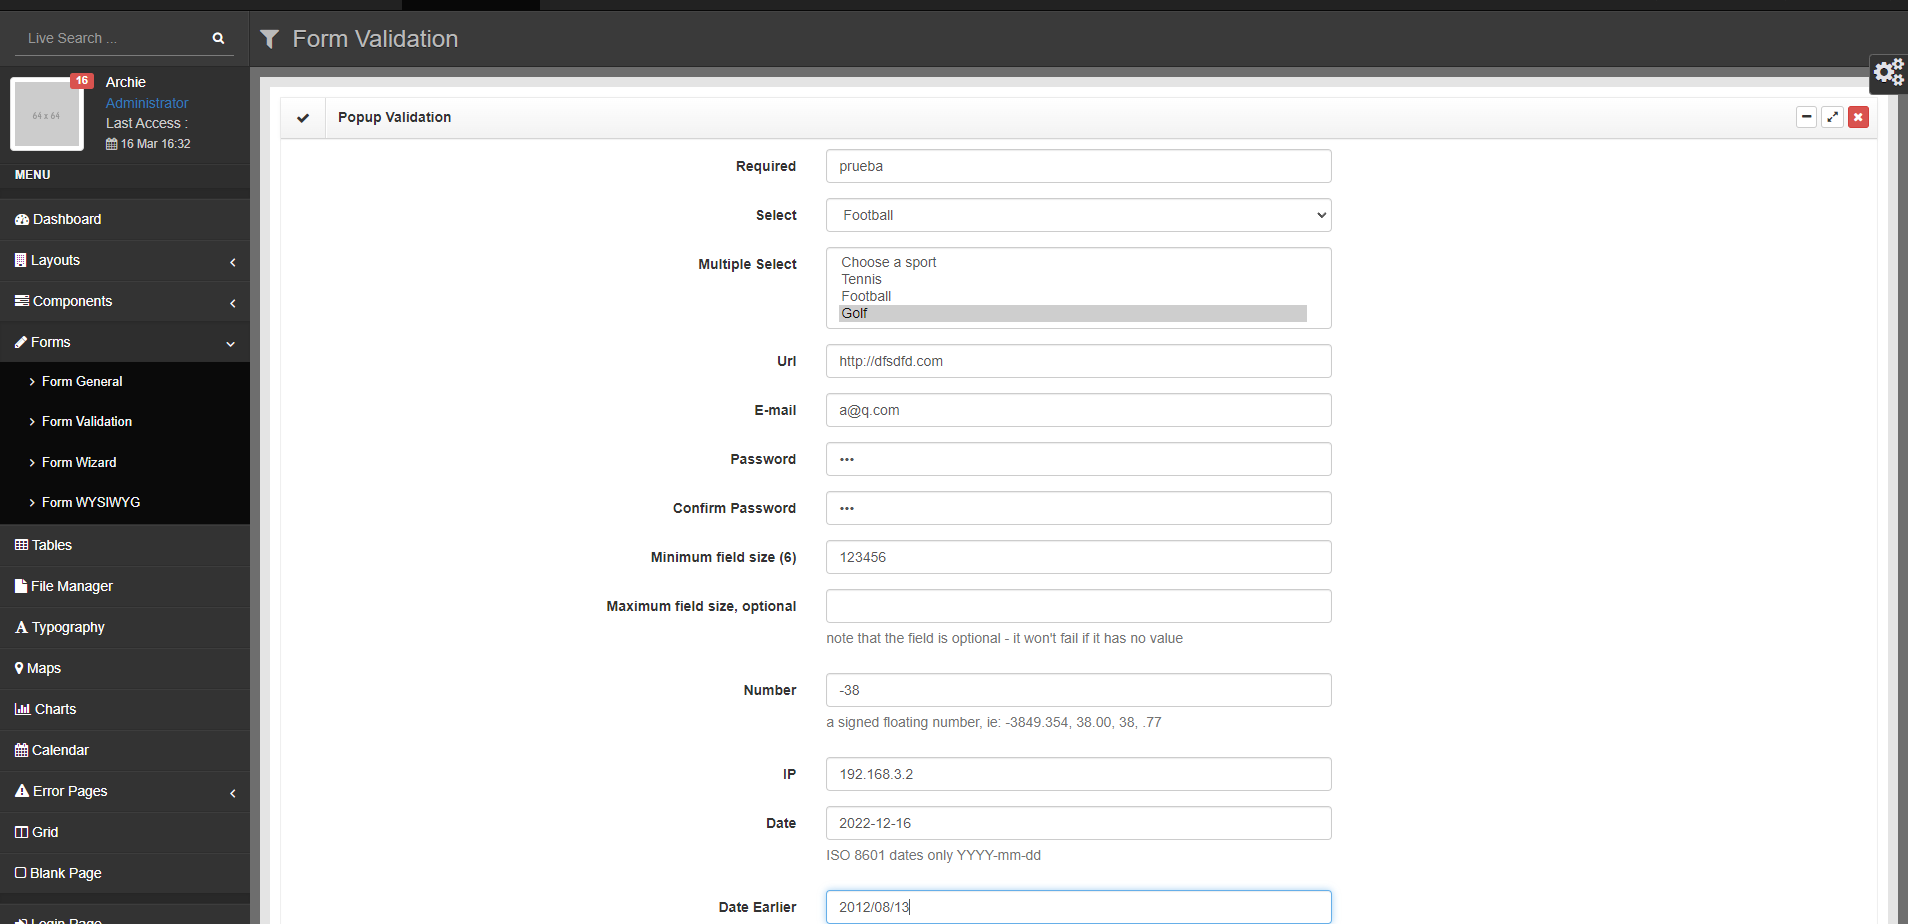 Live Search ...
Form Validation
16
64 x 64
Archie
Administrator
Last Access :
16 Mar 16:32
MENU
Dashboard
Layouts
Components
Forms
Form General
Form Validation
Form Wizard
Form WYSIWYG
Tables
File Manager
Typography
Maps
Charts
Calendar
Error Pages
Grid
Blank Page
Login Page
Popup Validation
Required
prueba
Select
Football
Multiple Select
Choose a sport
Tennis
Football
Golf
Url
http://dfsdfd.com
E-mail
a@q.com
Password
•••
Confirm Password
•••
Minimum field size (6)
123456
Maximum field size, optional
note that the field is optional - it won't fail if it has no value
Number
-38
a signed floating number, ie: -3849.354, 38.00, 38, .77
IP
192.168.3.2
Date
2022-12-16
ISO 8601 dates only YYYY-mm-dd
Date Earlier
2012/08/13